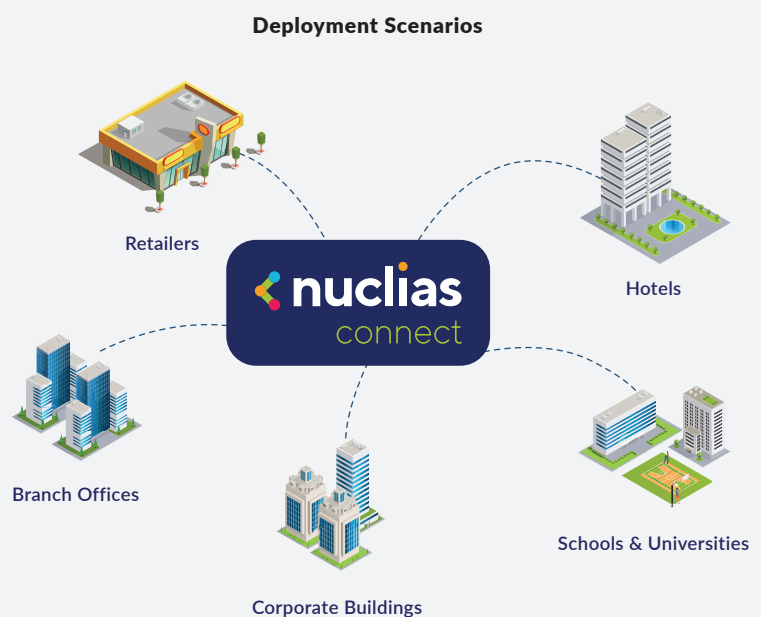 Deployment Scenarios
Retailers
Hotels
nuclias
connect
Branch Offices
Schools & Universities
Corporate Buildings